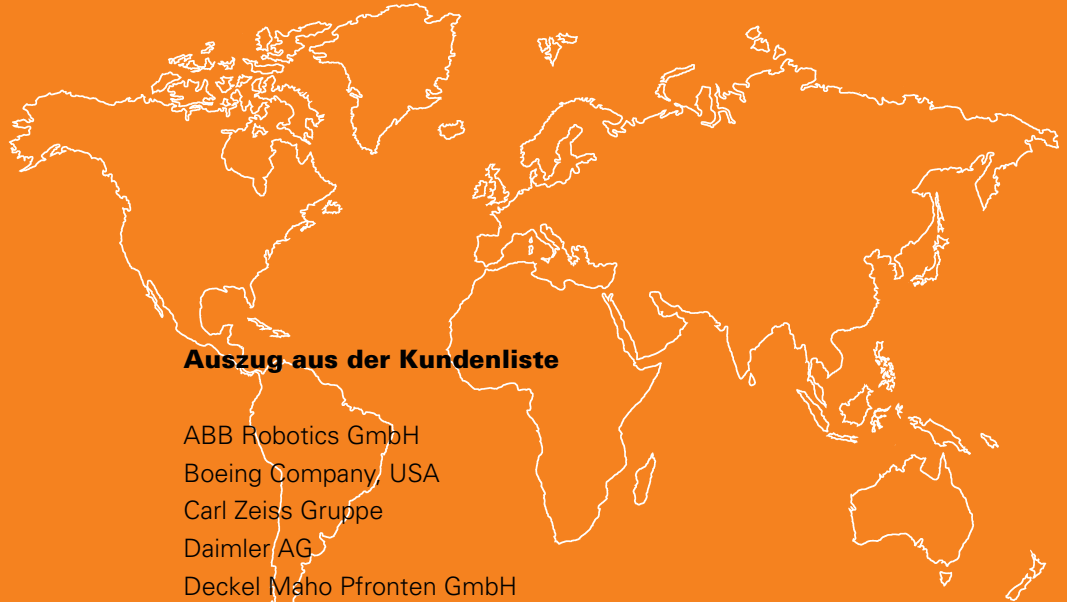 Auszug aus der Kundenliste
ABB Robotics GmbH
Boeing Company, USA
Carl Zeiss Gruppe
Daimler AG
Deckel Maho Pfronten GmbH